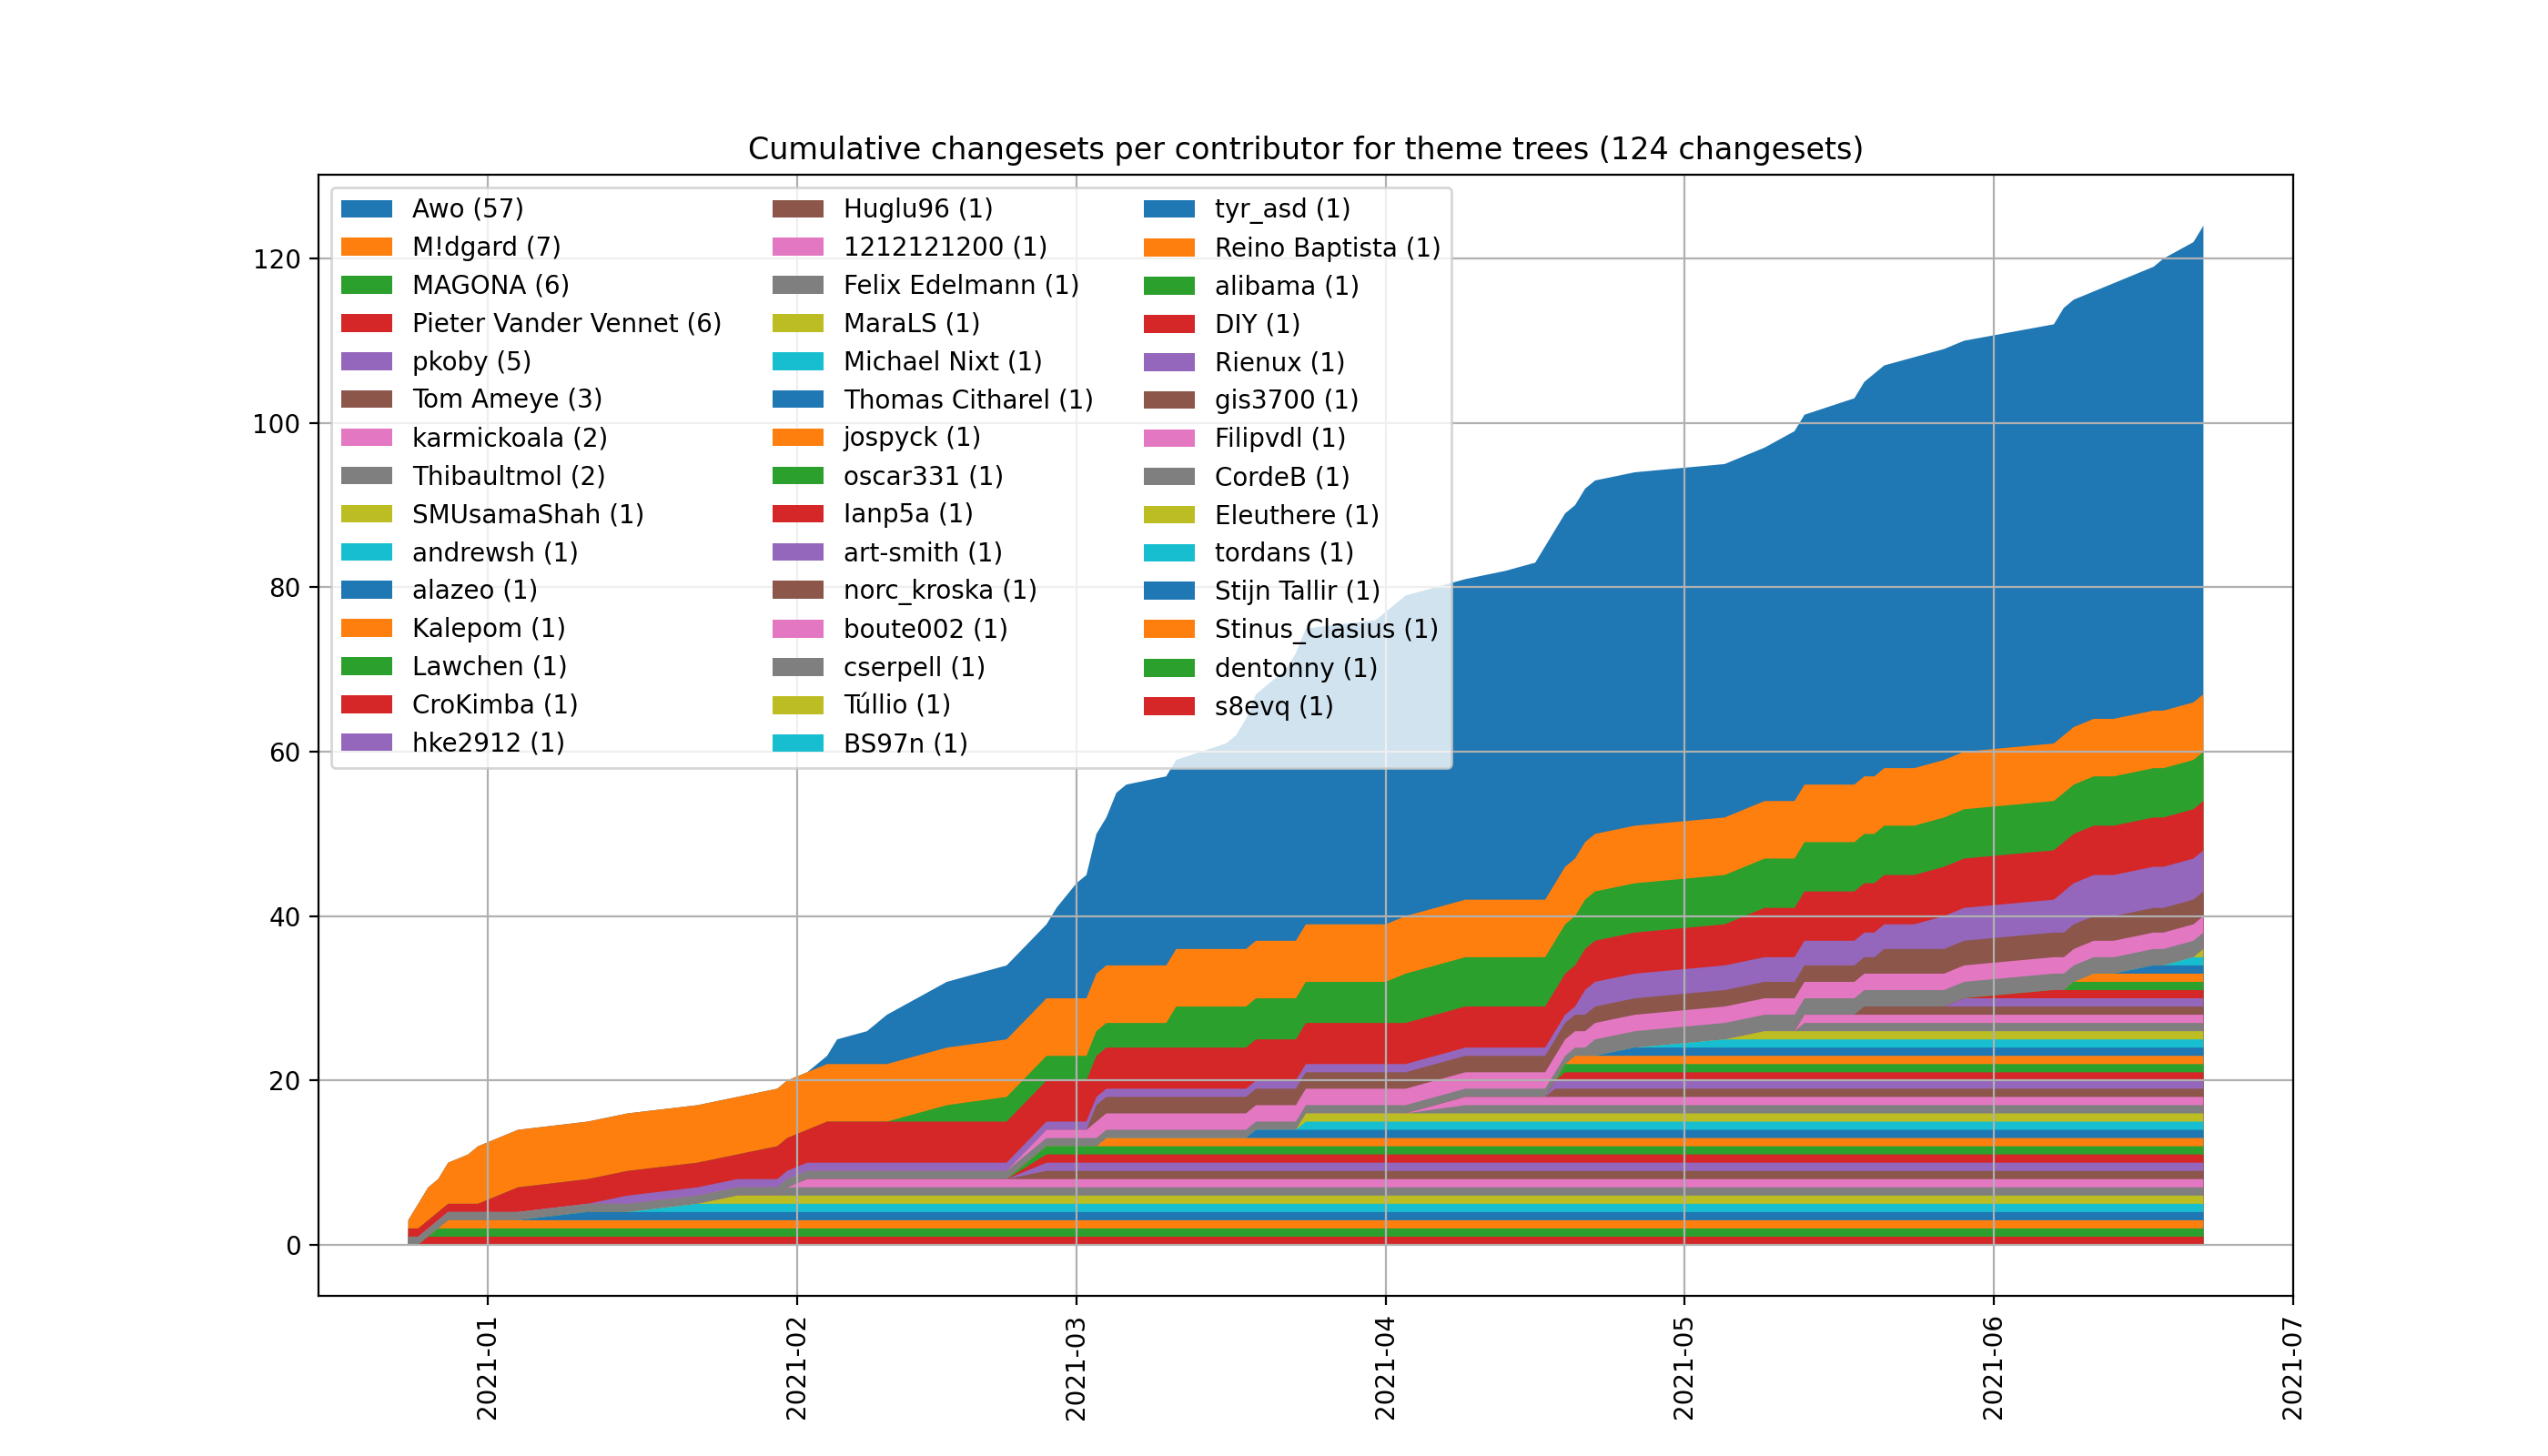 Cumulative changesets per contributor for theme trees (124 changesets)
Awo (57)
M!dgard (7)
MAGONA (6)
Pieter Vander Vennet (6)
pkoby (5)
Tom Ameye (3)
karmickoala (2)
Thibaultmol (2)
SMUsamaShah (1)
andrewsh (1)
alazeo (1)
Kalepom (1)
Lawchen (1)
CroKimba (1)
hke2912 (1)
Huglu96 (1)
1212121200 (1)
Felix Edelmann (1)
MaraLS (1)
Michael Nixt (1)
Thomas Citharel (1)
jospyck (1)
oscar331 (1)
lanp5a (1)
art-smith (1)
norc_kroska (1)
boute002 (1)
cserpell (1)
Túllio (1)
BS97n (1)
tyr_asd (1)
Reino Baptista (1)
alibama (1)
DIY (1)
Rienux (1)
gis3700 (1)
Filipvdl (1)
CordeB (1)
Eleuthere (1)
tordans (1)
Stijn Tallir (1)
Stinus_Clasius (1)
dentonny (1)
s8evq (1)
120
100
80
60
40
20
0
2021-01
2021-02
2021-03
2021-04
2021-05
2021-06
2021-07